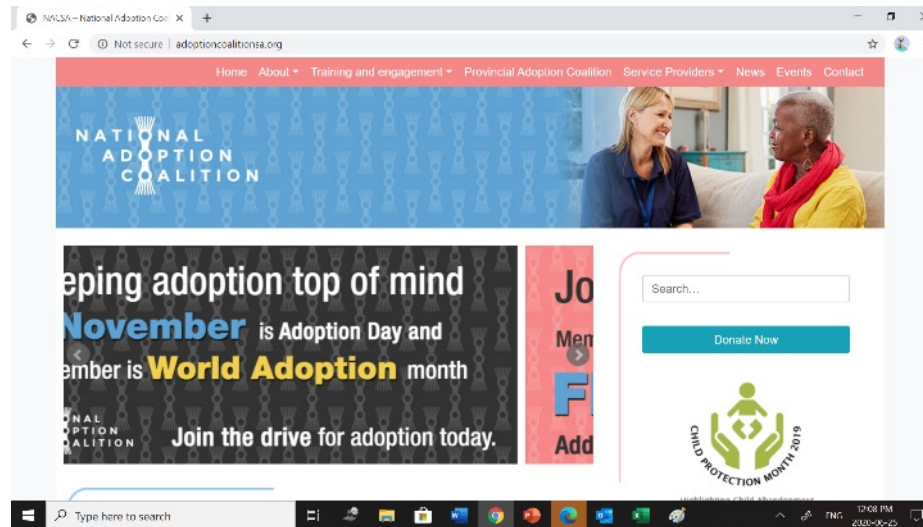 NACSA – National Adoption Coal
Not secure | adoptioncoalitionsa.org
Home About Training and engagement Provincial Adoption Coalition Service Providers News Events Contact
NATIONAL
ADOPTION
COALITION
eping adoption top of mind
November is Adoption Day and
ember is World Adoption month
NAL
PTION
ALITION
Join the drive for adoption today.
Jo
Mem
F
Add
Search...
Donate Now
CHILD PROTECTION MONTH 2019
Highlighting Child Abandonment
Type here to search
ENG
12:08 PM
2020-06-25